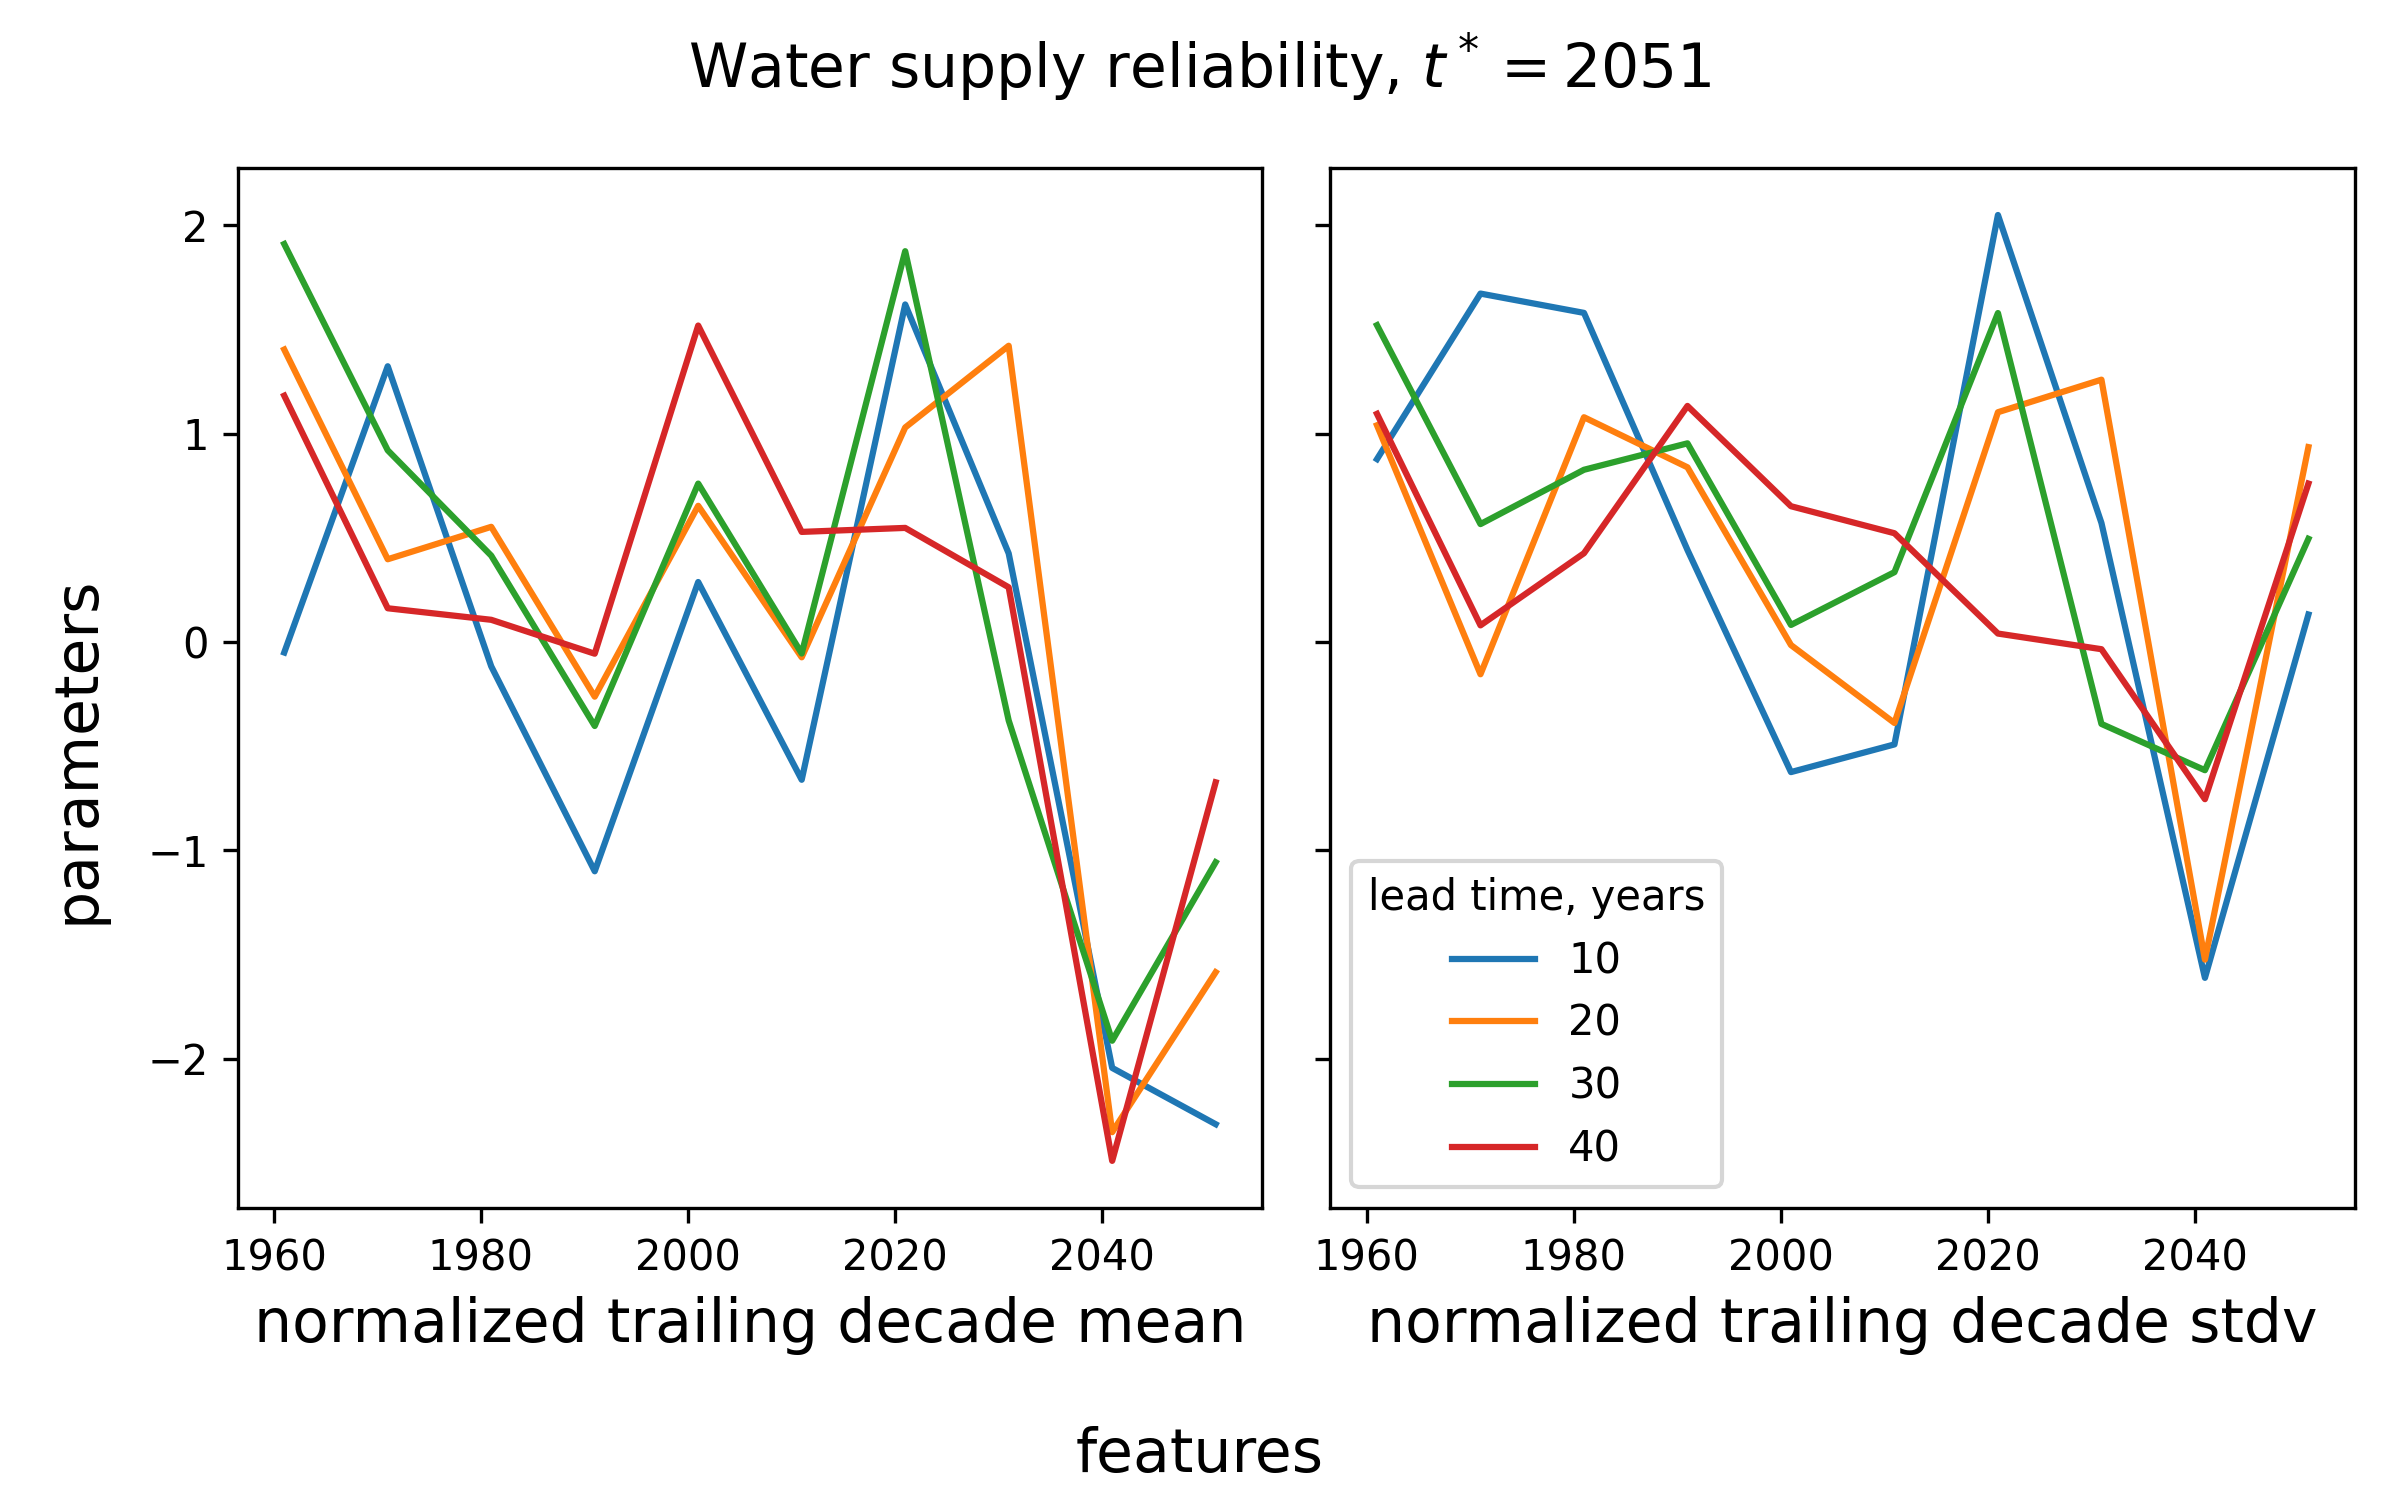 Water supply reliability, t* = 2051
parameters
2
1
0
−1
−2
1960 1980 2000 2020 2040
normalized trailing decade mean
lead time, years
10
20
30
40
1960 1980 2000 2020 2040
normalized trailing decade stdv
features